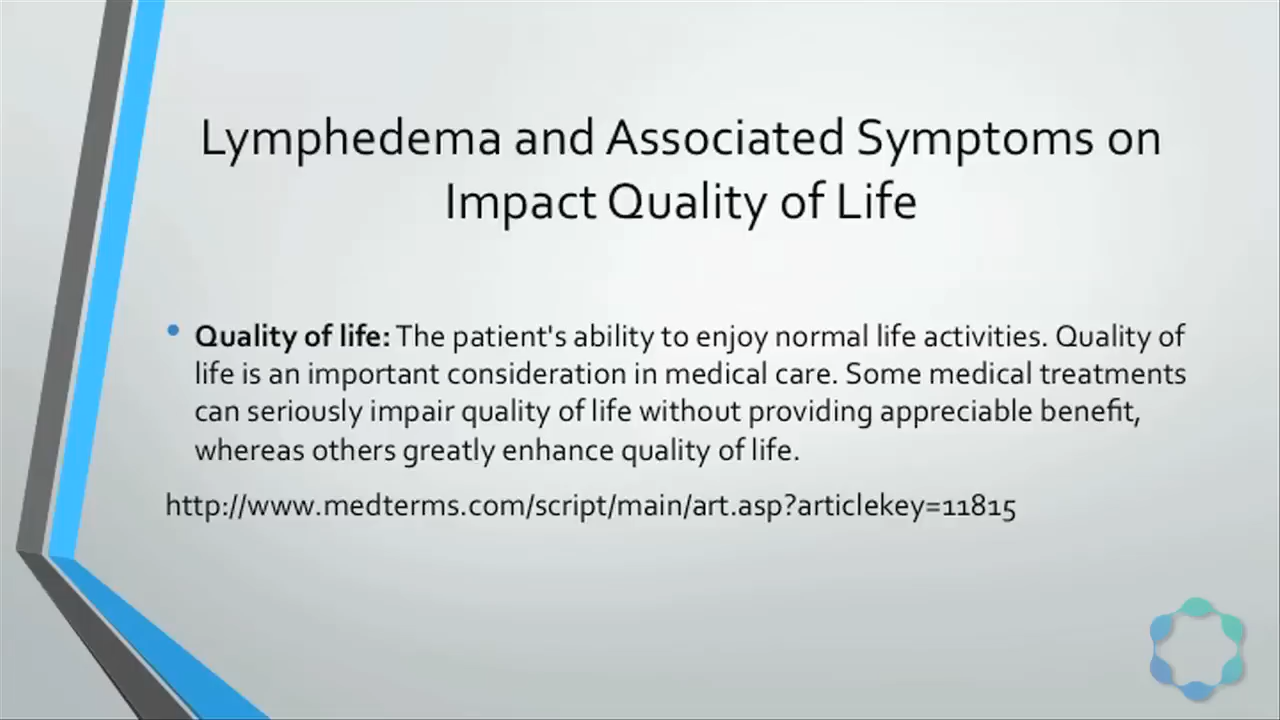 Lymphedema and Associated Symptoms on
Impact Quality of Life
• Quality of life: The patient's ability to enjoy normal life activities. Quality of
life is an important consideration in medical care. Some medical treatments
can seriously impair quality of life without providing appreciable benefit,
whereas others greatly enhance quality of life.
http://www.medterms.com/script/main/art.asp?articlekey=11815